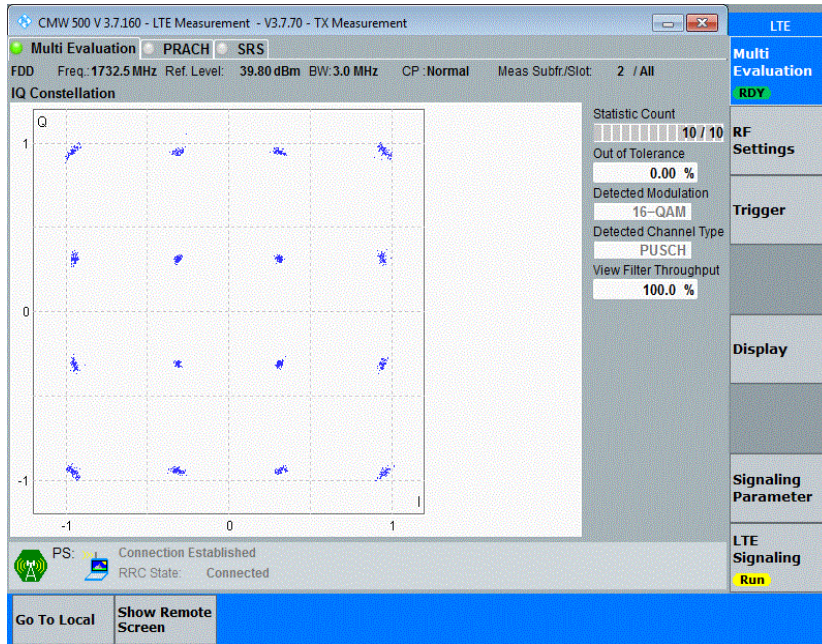 CMW 500 V 3.7.160 - LTE Measurement - V3.7.70 - TX Measurement
LTE
Multi Evaluation PRACH SRS
FDD Freq.: 1732.5 MHz Ref. Level: 39.80 dBm BW: 3.0 MHz CP : Normal Meas Subfr./Slot: 2 / All
IQ Constellation
Q
1
0
-1
I
-1 0 1
Statistic Count
10 / 10
Out of Tolerance
0.00 %
Detected Modulation
16-QAM
Detected Channel Type
PUSCH
View Filter Throughput
100.0 %
Multi
Evaluation
RDY
RF
Settings
Trigger
Display
Signaling
Parameter
LTE
Signaling
Run
PS: Connection Established
RRC State: Connected
Go To Local
Show Remote
Screen